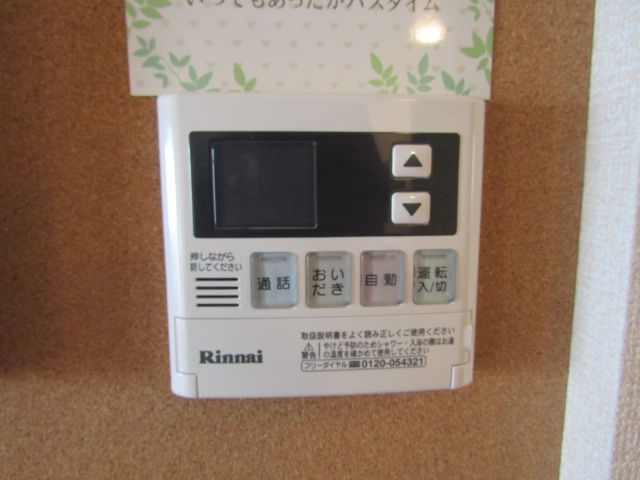 いつでもあったかバスタイム
押しながら
話してください
通話
おい
だき
自動
運転
入/切
取扱説明書をよく読み正しくご使用ください
Rinnai
警告
やけど予防のためシャワー・入浴の際はお湯
の温度を確かめて使用してください
フリーダイヤル 0120-054321